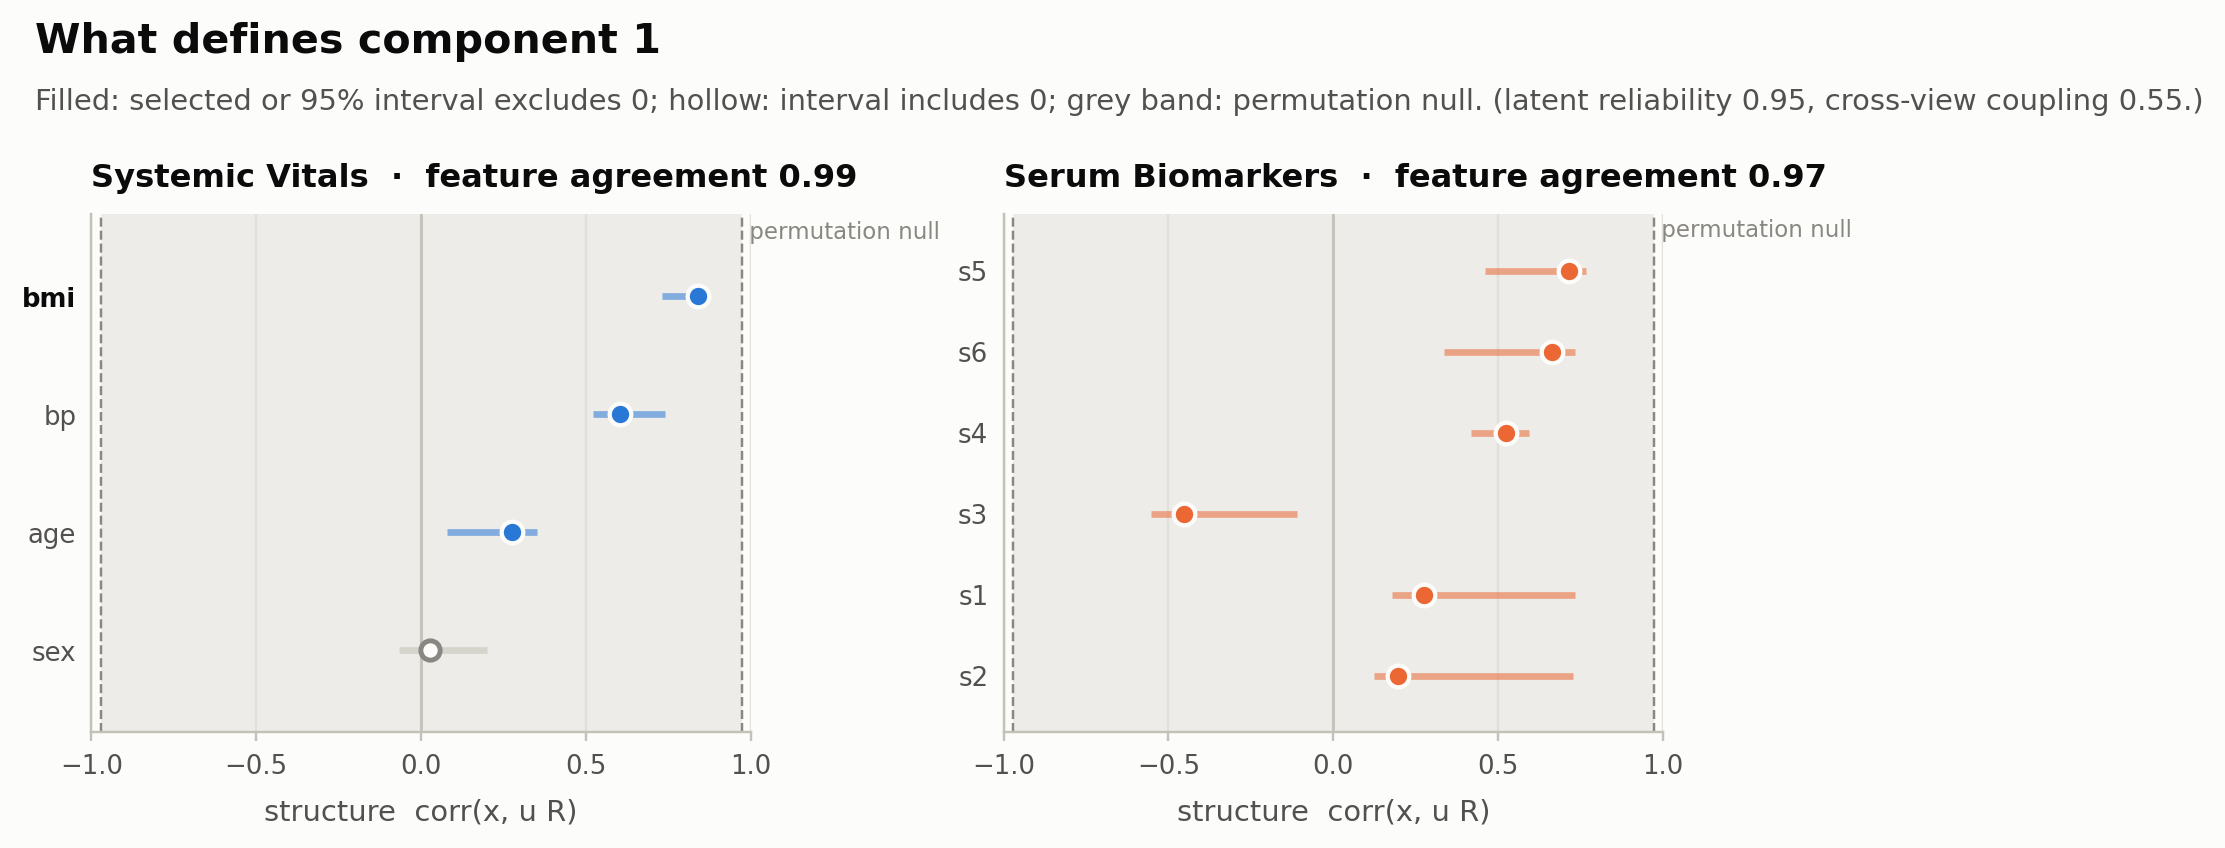 What defines component 1
Filled: selected or 95% interval excludes 0; hollow: interval includes 0; grey band: permutation null. (latent reliability 0.95, cross-view coupling 0.55.)
Systemic Vitals · feature agreement 0.99
permutation null
bmi
bp
age
sex
−1.0 −0.5 0.0 0.5 1.0
structure corr(x, u R)
Serum Biomarkers · feature agreement 0.97
permutation null
s5
s6
s4
s3
s1
s2
−1.0 −0.5 0.0 0.5 1.0
structure corr(x, u R)